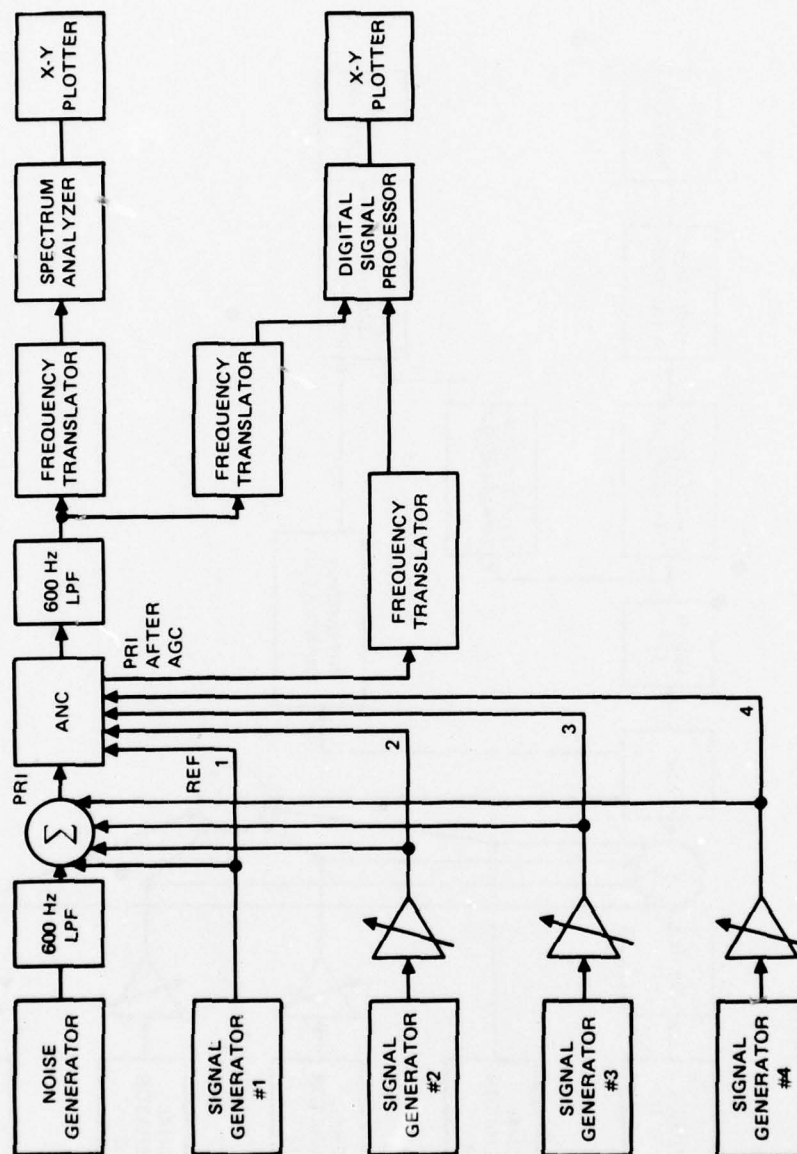 NOISE
GENERATOR
600 Hz
LPF
Σ
PRI
ANC
600 Hz
LPF
FREQUENCY
TRANSLATOR
SPECTRUM
ANALYZER
X-Y
PLOTTER
SIGNAL
GENERATOR
#1
REF
1
PRI
AFTER
AGC
FREQUENCY
TRANSLATOR
DIGITAL
SIGNAL
PROCESSOR
X-Y
PLOTTER
SIGNAL
GENERATOR
#2
2
FREQUENCY
TRANSLATOR
SIGNAL
GENERATOR
#3
3
SIGNAL
GENERATOR
#4
4